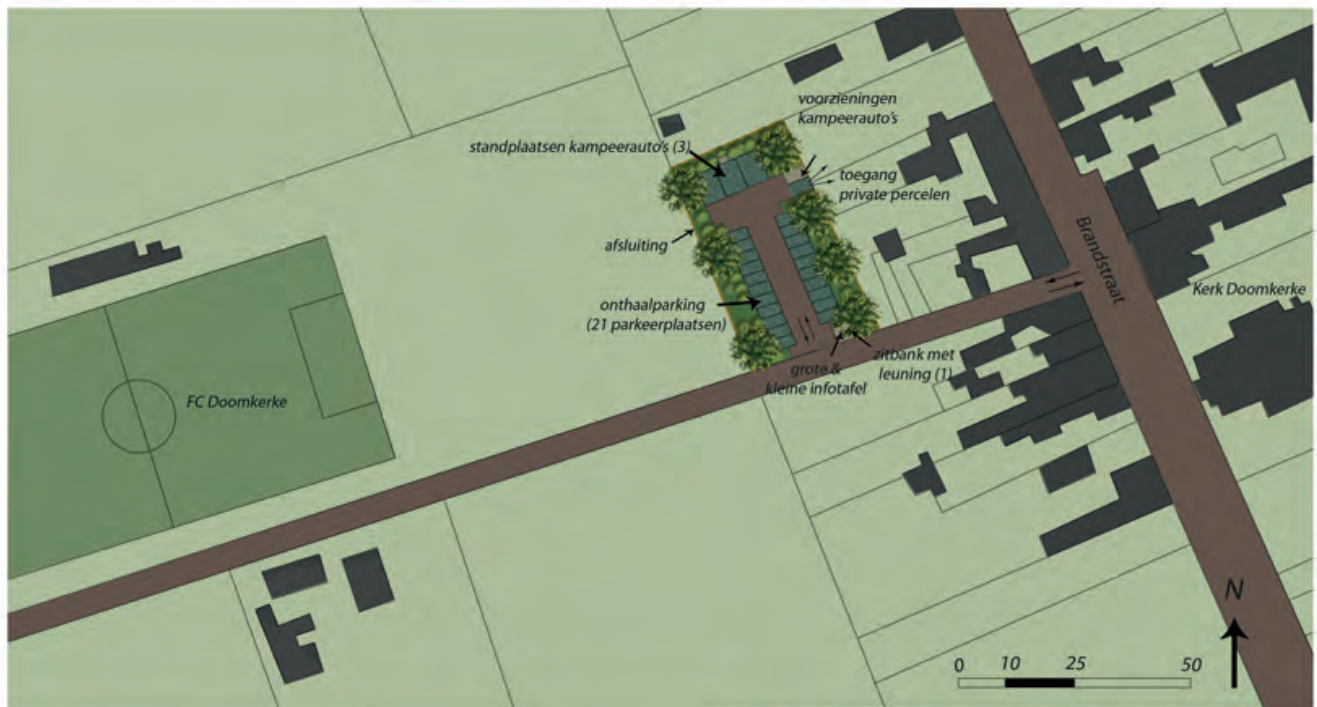 voorzieningen
kampeerauto's
standplaatsen kampeerauto's (3)
toegang
private percelen
afsluiting
Brandstraat
Kerk Doomkerke
onthaalparking
(21 parkeerplaatsen)
zitbank met
leuning (1)
grote &
kleine infotafel
FC Doomkerke
N
0 10 25 50